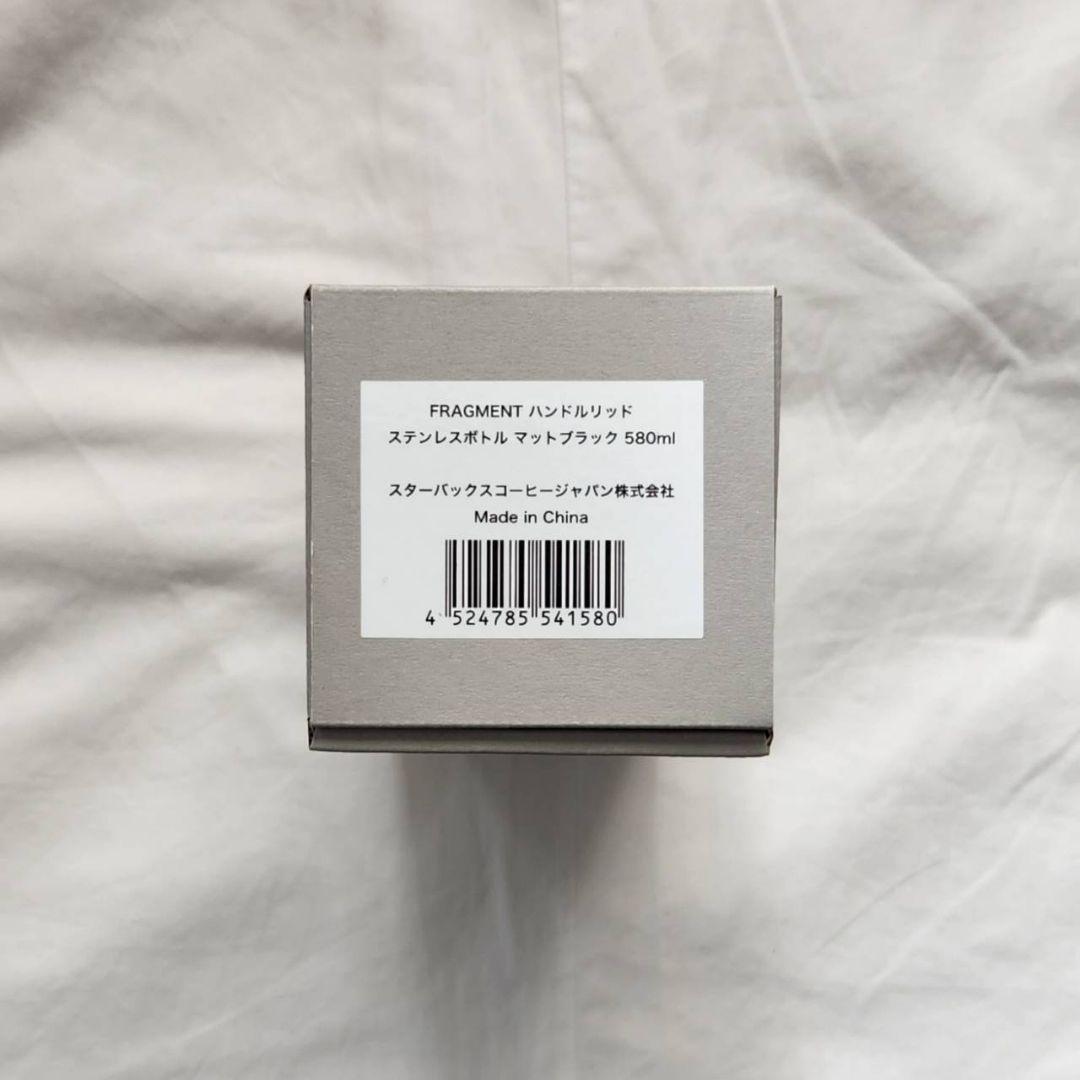 FRAGMENT ハンドルリッド
ステンレスボトル マットブラック 580ml
スターバックスコーヒージャパン株式会社
Made in China
4 524785 541580